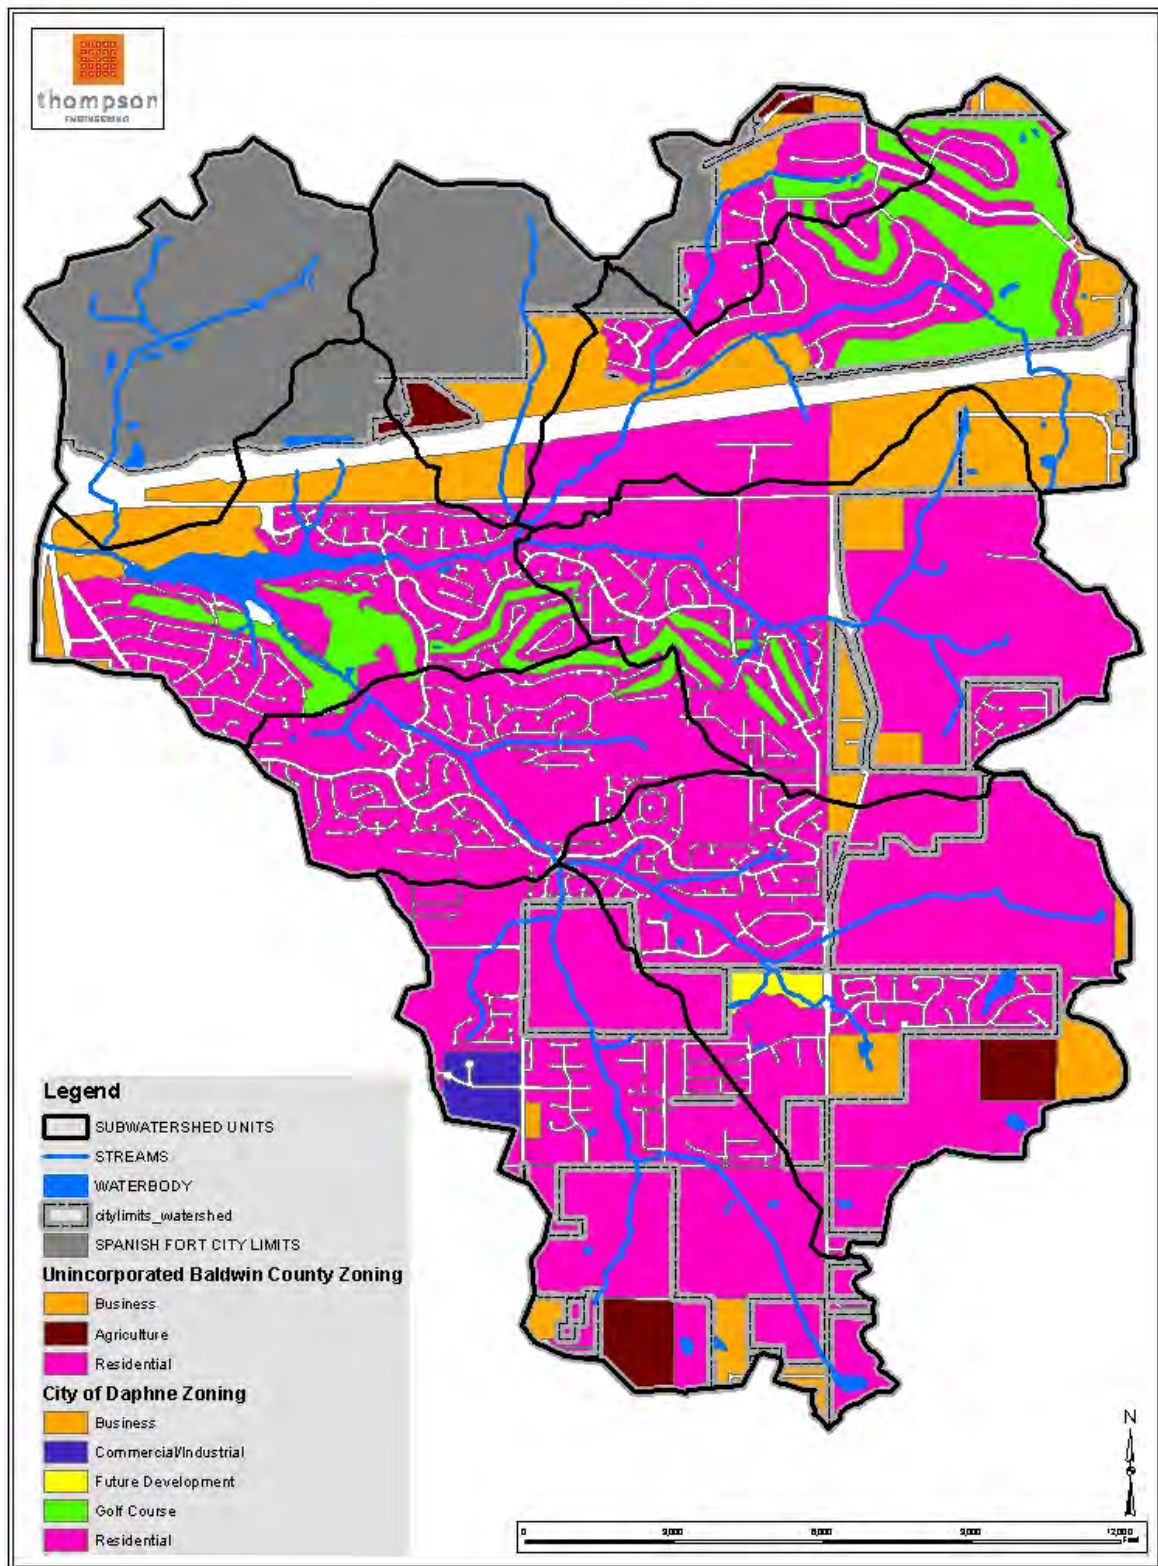 thompson
ENGINEERING
Legend
SUBWATERSHED UNITS
STREAMS
WATERBODY
citylimits_watershed
SPANISH FORT CITY LIMITS
Unincorporated Baldwin County Zoning
Business
Agriculture
Residential
City of Daphne Zoning
Business
Commercial/Industrial
Future Development
Golf Course
Residential
N
0 3,000 6,000 9,000 12,000
Feet